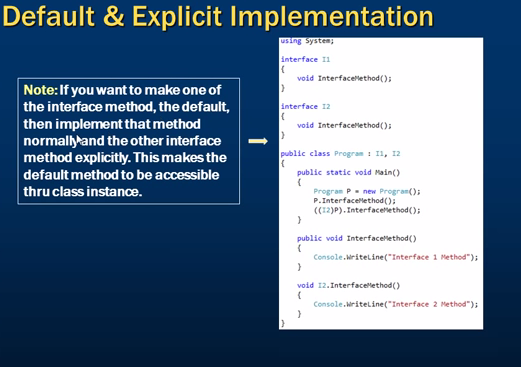 Default & Explicit Implementation
Note: If you want to make one of
the interface method, the default,
then implement that method
normally and the other interface
method explicitly. This makes the
default method to be accessible
thru class instance.
using System;
interface I1
{
void InterfaceMethod();
}
interface I2
{
void InterfaceMethod();
}
public class Program : I1, I2
{
public static void Main()
{
Program P = new Program();
P.InterfaceMethod();
((I2)P).InterfaceMethod();
}
public void InterfaceMethod()
{
Console.WriteLine("Interface 1 Method");
}
void I2.InterfaceMethod()
{
Console.WriteLine("Interface 2 Method");
}
}